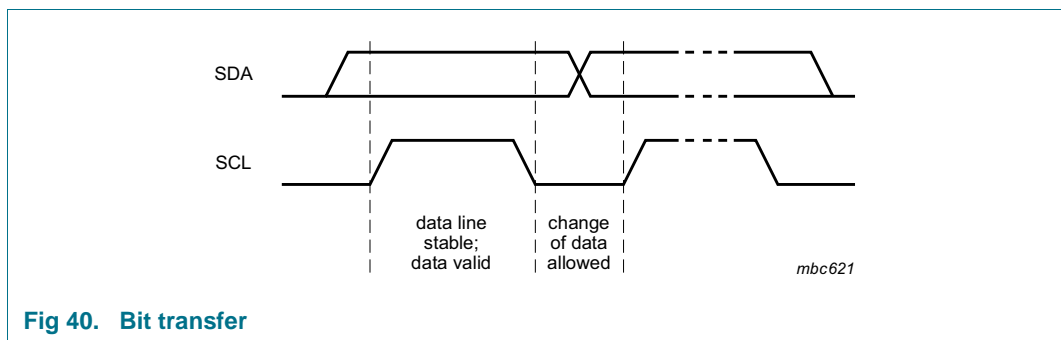 SDA
SCL
data line
stable;
data valid
change
of data
allowed
mbc621
Fig 40. Bit transfer